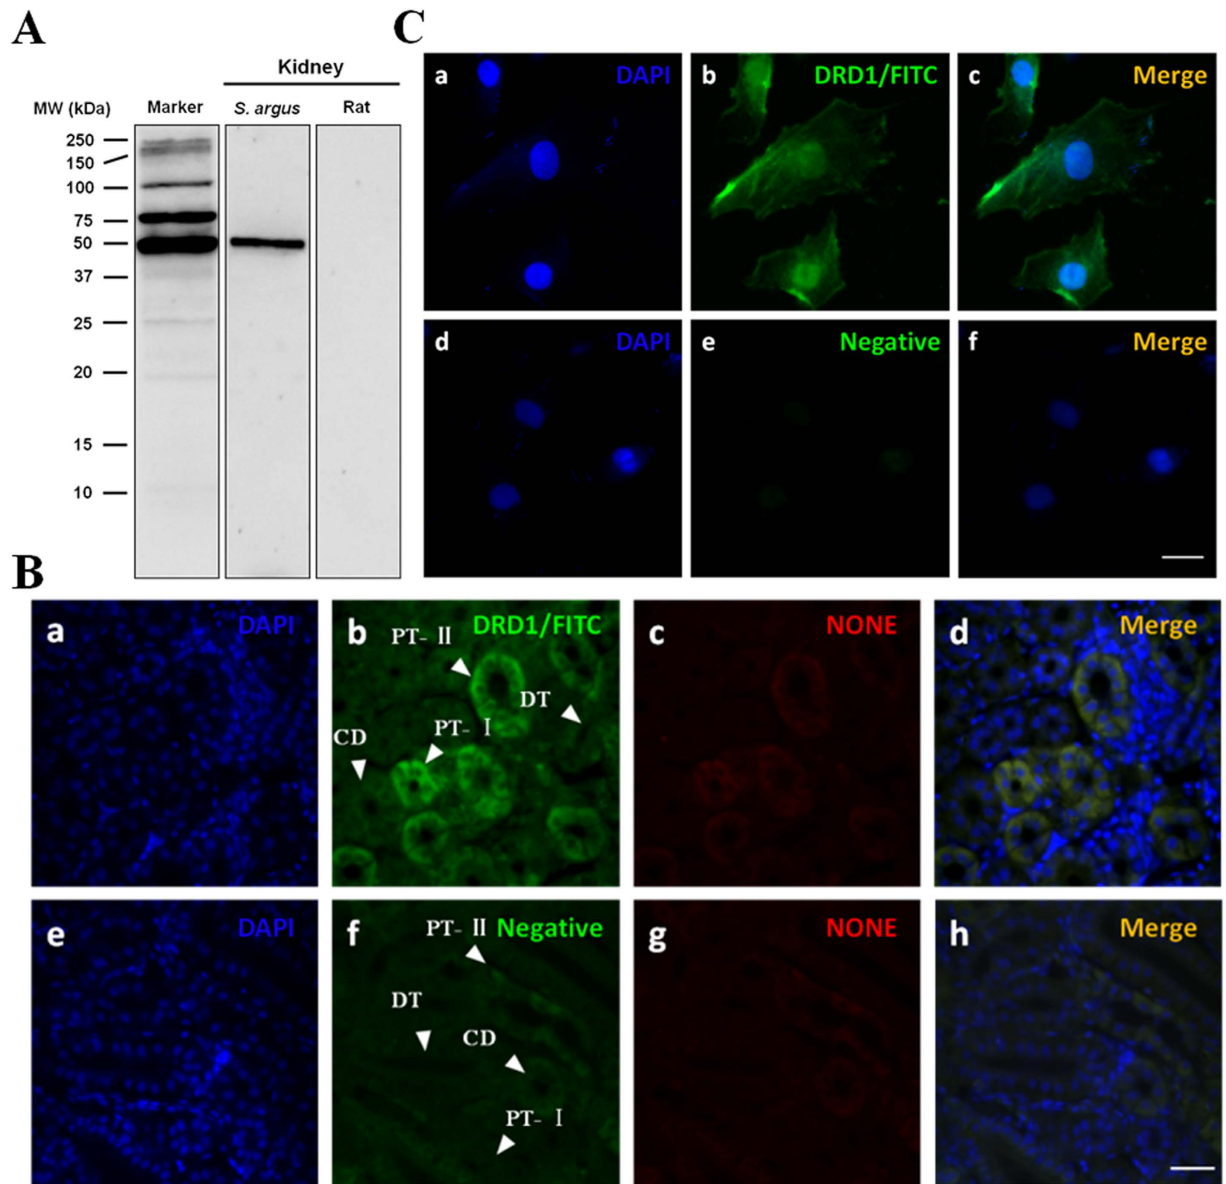 A
Kidney
MW (kDa) Marker S. argus Rat
250
150
100
75
50
37
25
20
15
10
C
a DAPI b DRD1/FITC c Merge
d DAPI e Negative f Merge
B
a DAPI b DRD1/FITC c NONE d Merge
PT- Ⅱ
DT
PT- Ⅰ
CD
e DAPI f Negative g NONE h Merge
PT- Ⅱ
DT
CD
PT- Ⅰ